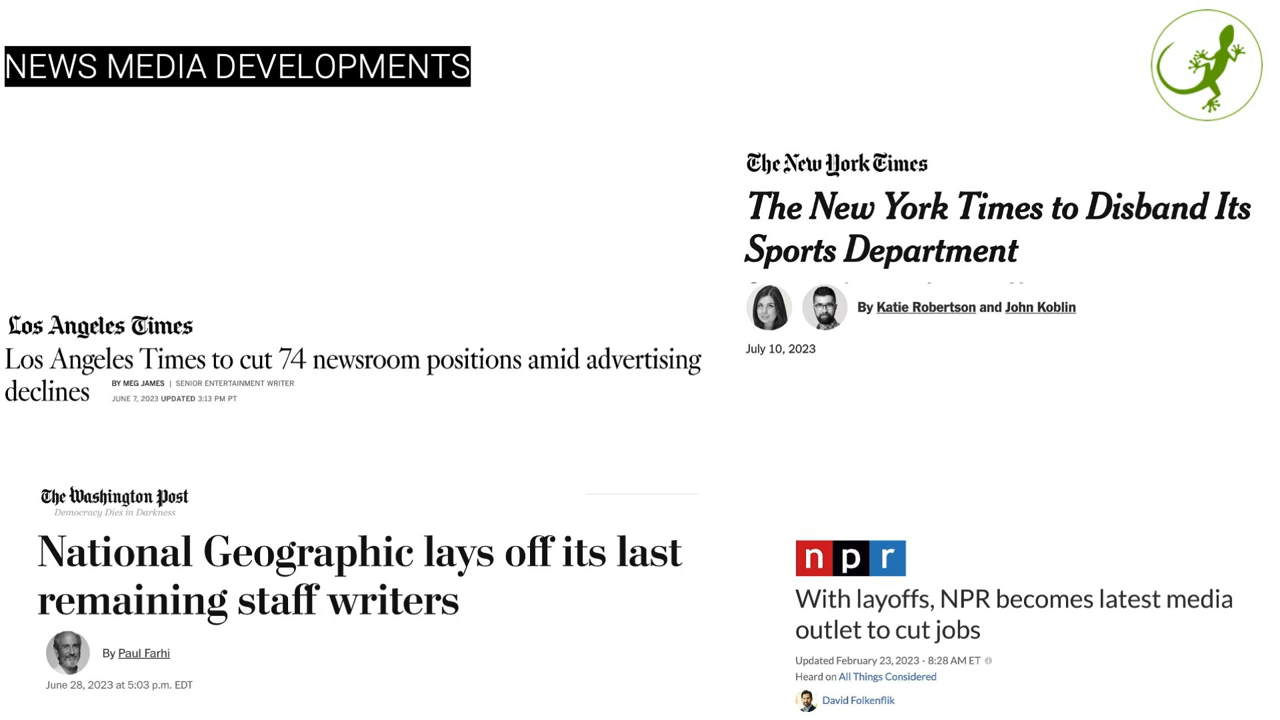 NEWS MEDIA DEVELOPMENTS
The New York Times
The New York Times to Disband Its
Sports Department
By Katie Robertson and John Koblin
July 10, 2023
Los Angeles Times
Los Angeles Times to cut 74 newsroom positions amid advertising
declines
BY MEG JAMES | SENIOR ENTERTAINMENT WRITER
JUNE 7, 2023 UPDATED 3:13 PM PT
The Washington Post
Democracy Dies in Darkness
National Geographic lays off its last
remaining staff writers
By Paul Farhi
June 28, 2023 at 5:03 p.m. EDT
npr
With layoffs, NPR becomes latest media
outlet to cut jobs
Updated February 23, 2023 · 8:28 AM ET
Heard on All Things Considered
David Folkenflik